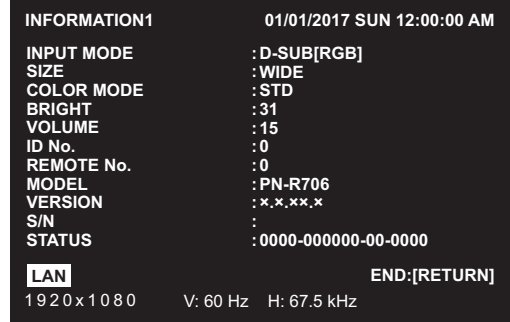 INFORMATION1 01/01/2017 SUN 12:00:00 AM
INPUT MODE :D-SUB[RGB]
SIZE :WIDE
COLOR MODE :STD
BRIGHT :31
VOLUME :15
ID No. :0
REMOTE No. :0
MODEL :PN-R706
VERSION :×.×.××.×
S/N :
STATUS :0000-000000-00-0000
LAN END:[RETURN]
1920x1080 V: 60 Hz H: 67.5 kHz